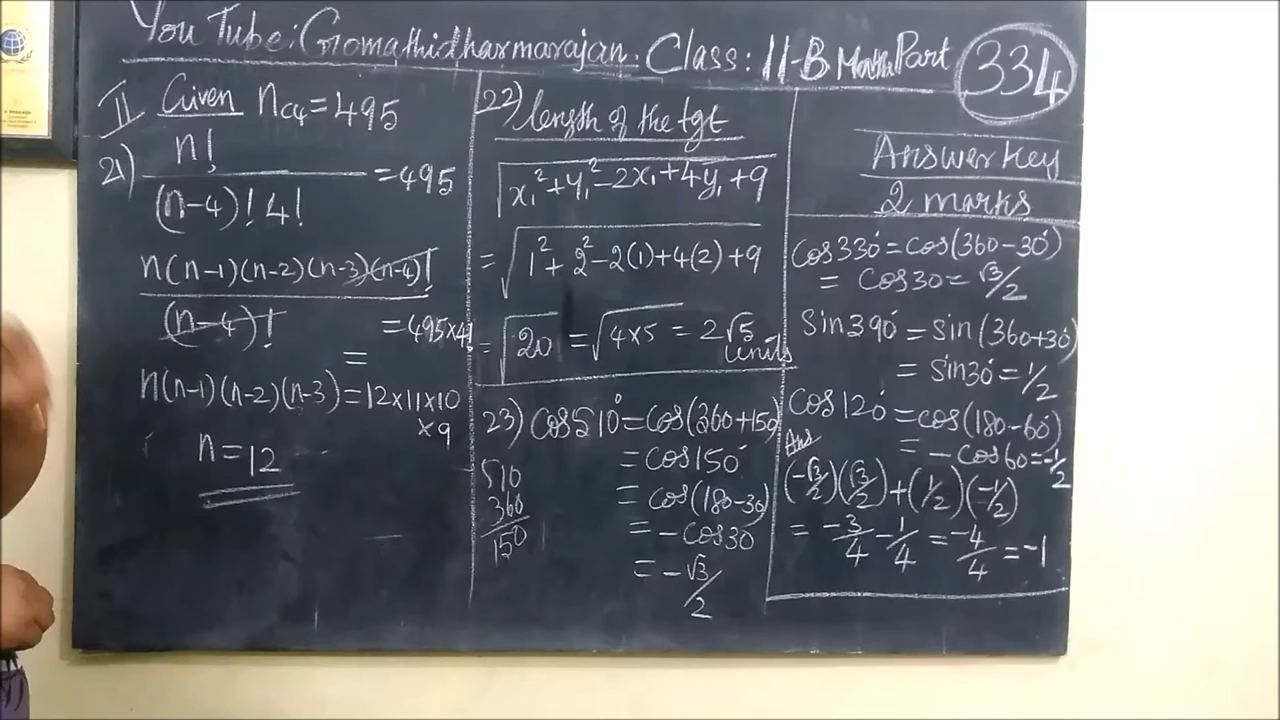 YouTube: Gomathidharmarajan. Class: 11-B Maths Part 334
II Given nC4 = 495
21) n! / (n-4)! 4! = 495
n(n-1)(n-2)(n-3)(n-4)! / (n-4)! = 495×4!
=
n(n-1)(n-2)(n-3) = 12×11×10
×9
n = 12
22) length of the tgt
√(x₁²+y₁²-2x₁+4y₁+9)
= √(1²+2²-2(1)+4(2)+9)
= √20 = √(4×5) = 2√5
units
23) cos510° = cos(360+150)
= cos150°
= cos(180-30)
= -cos30
= -√3/2
510
360
150
Answer key
2 marks
Cos330° = cos(360-30°)
= cos30 = √3/2
Sin390° = sin(360+30°)
= sin30° = 1/2
cos120° = cos(180-60°)
= -cos60 = -1/2
Ans
(-√3/2)(√3/2)+(1/2)(-1/2)
= -3/4 - 1/4 = -4/4 = -1